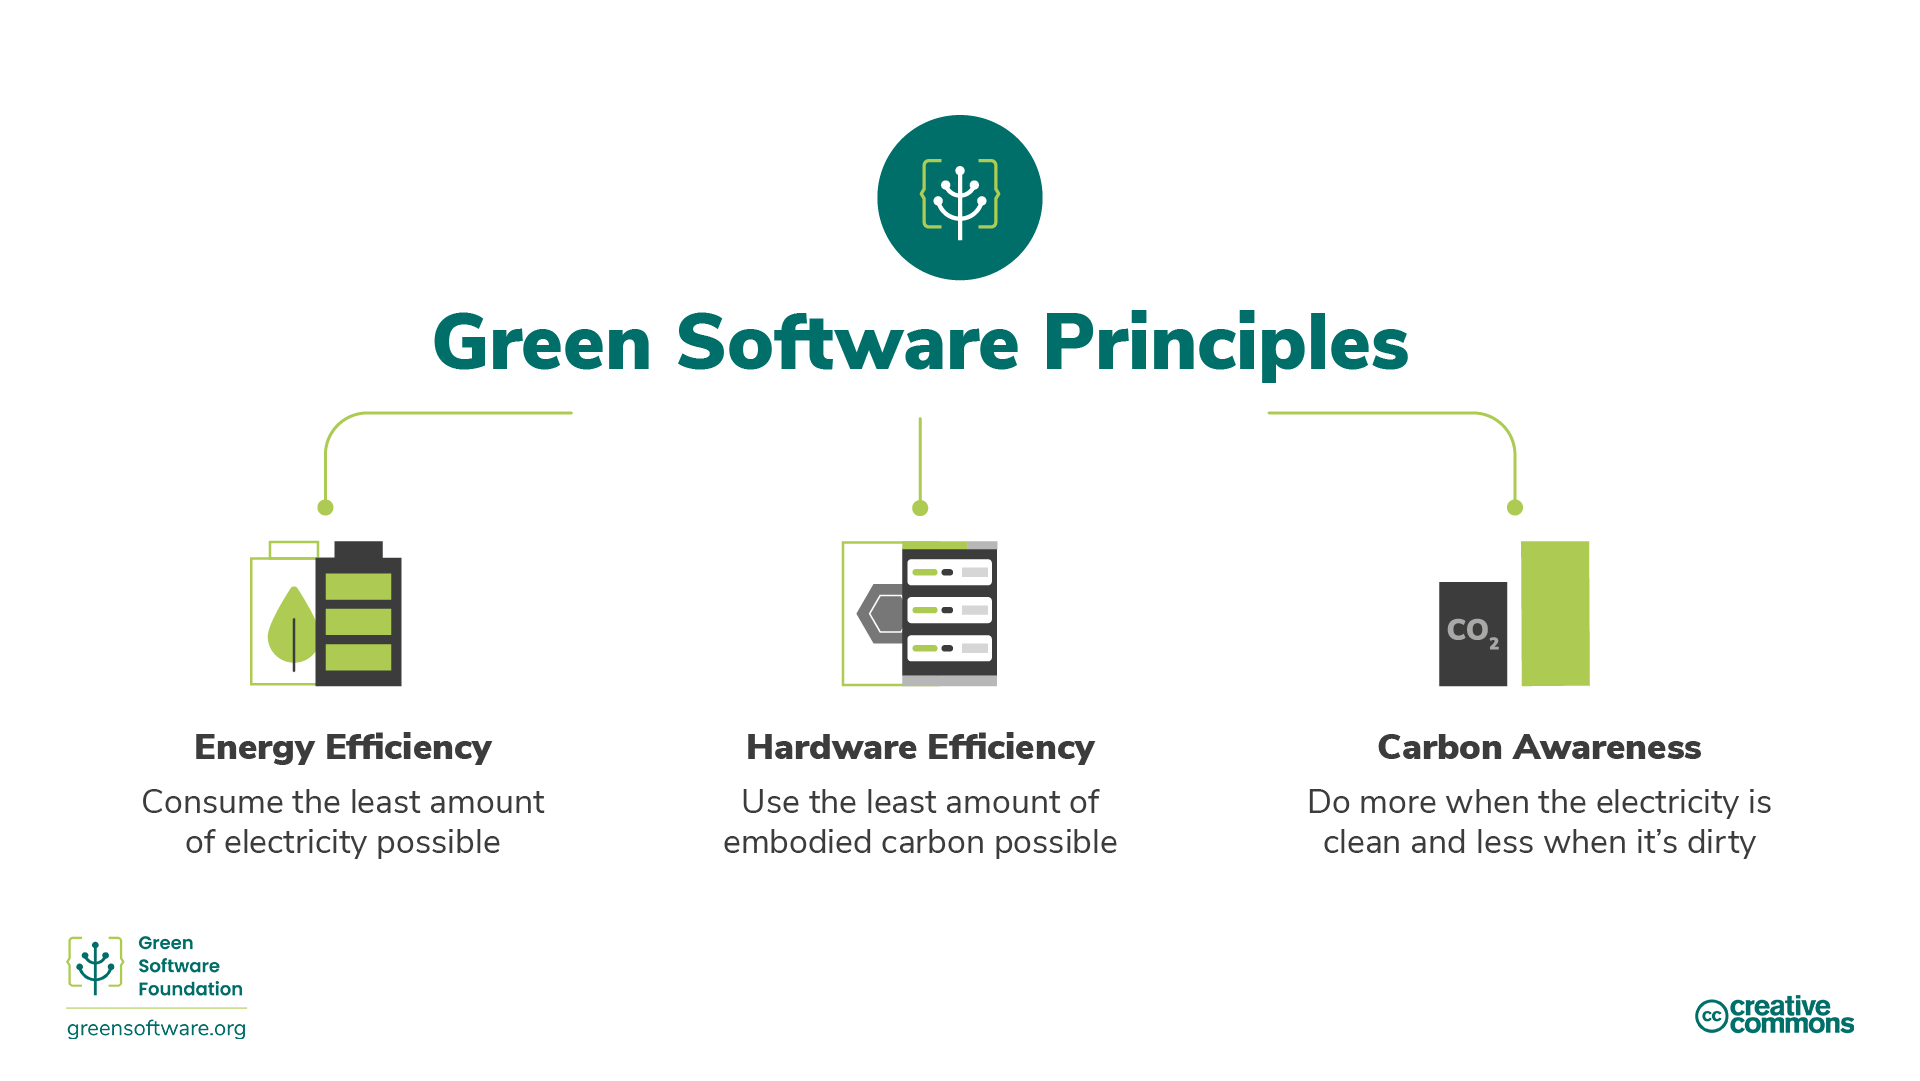 Green Software Principles
CO2
Energy Efficiency
Consume the least amount
of electricity possible
Hardware Efficiency
Use the least amount of
embodied carbon possible
Carbon Awareness
Do more when the electricity is
clean and less when it’s dirty
Green
Software
Foundation
greensoftware.org
cc creative
commons